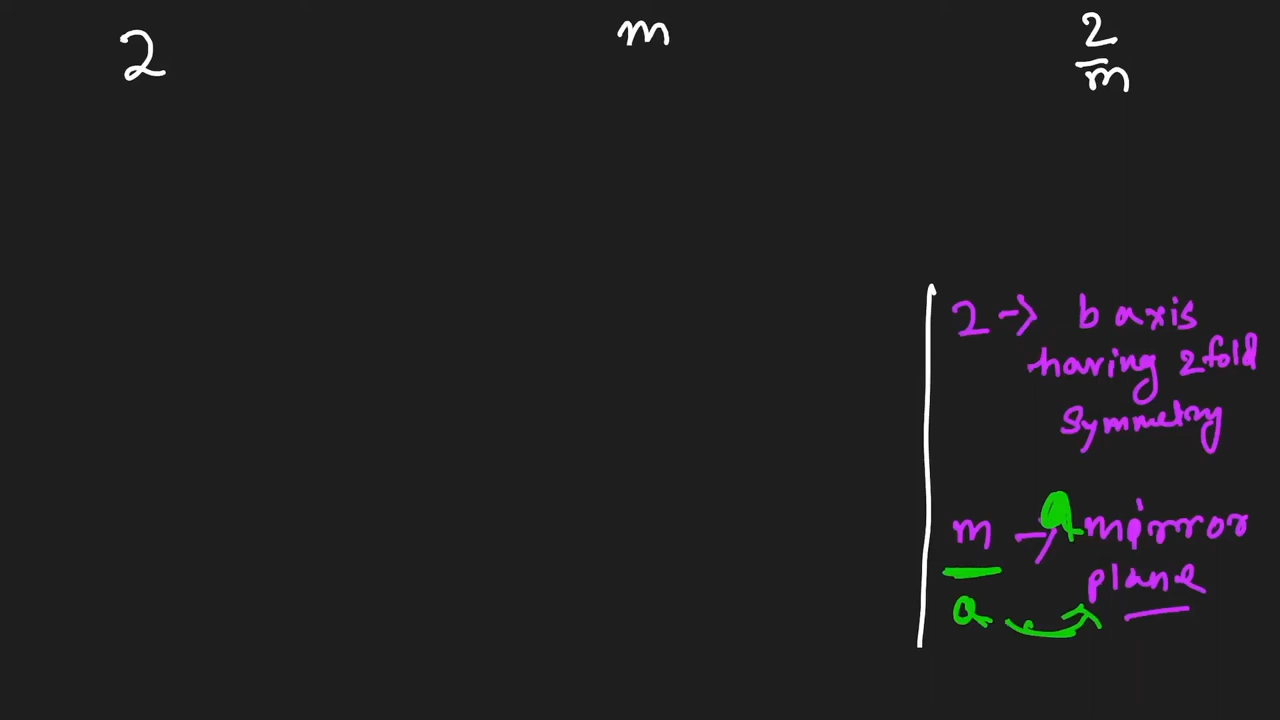 2 m 2/m
2 → b axis
having 2 fold
symmetry
m → a mirror
plane
a